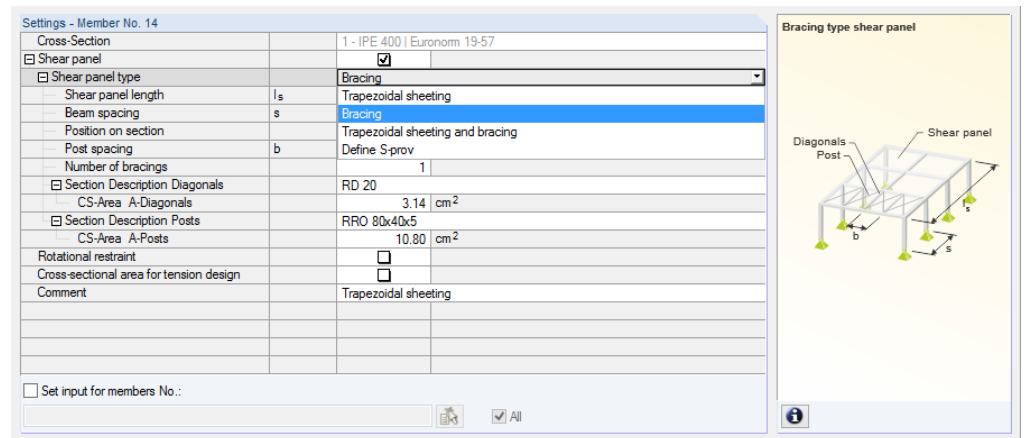 Settings - Member No. 14
Cross-Section 1 - IPE 400 | Euronorm 19-57
Shear panel
Shear panel type Bracing
Shear panel length ls Trapezoidal sheeting
Beam spacing s Bracing
Position on section Trapezoidal sheeting and bracing
Post spacing b Define S-prov
Number of bracings 1
Section Description Diagonals RD 20
CS-Area A-Diagonals 3.14 cm2
Section Description Posts RRO 80x40x5
CS-Area A-Posts 10.80 cm2
Rotational restraint
Cross-sectional area for tension design
Comment Trapezoidal sheeting
Set input for members No.:
All
Bracing type shear panel
Diagonals
Post
Shear panel
ls
b
s